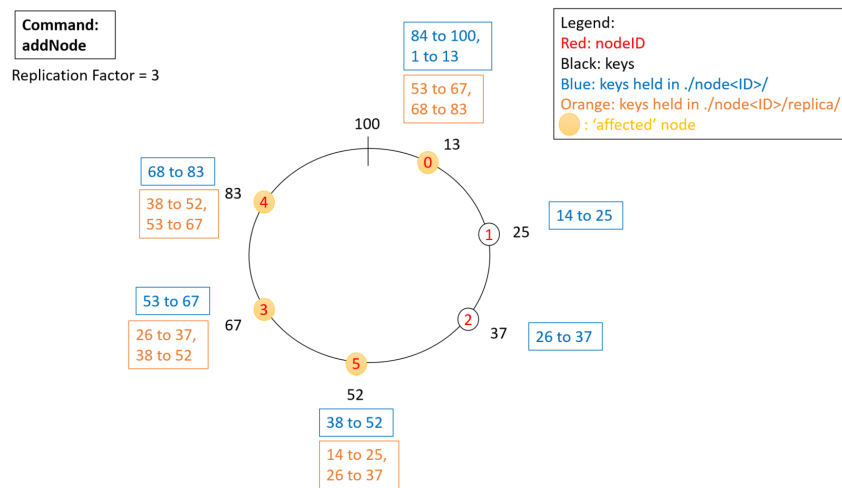 Command:
addNode
Replication Factor = 3
Legend:
Red: nodeID
Black: keys
Blue: keys held in ./node<ID>/
Orange: keys held in ./node<ID>/replica/
: ‘affected’ node
84 to 100,
1 to 13
53 to 67,
68 to 83
100
13
0
68 to 83
38 to 52,
53 to 67
83
4
1
25
14 to 25
53 to 67
26 to 37,
38 to 52
67
3
2
37
26 to 37
5
52
38 to 52
14 to 25,
26 to 37